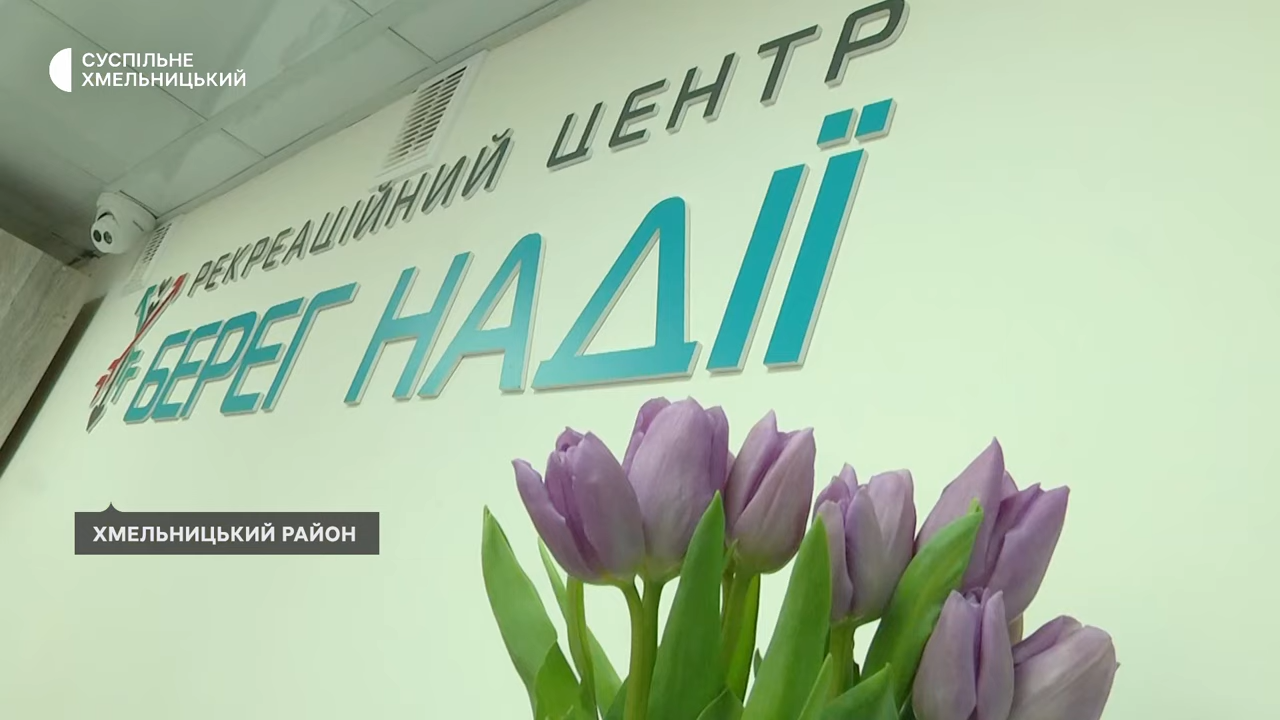 СУСПІЛЬНЕ
ХМЕЛЬНИЦЬКИЙ
РЕКРЕАЦІЙНИЙ ЦЕНТР
БЕРЕГ НАДІЇ
ХМЕЛЬНИЦЬКИЙ РАЙОН